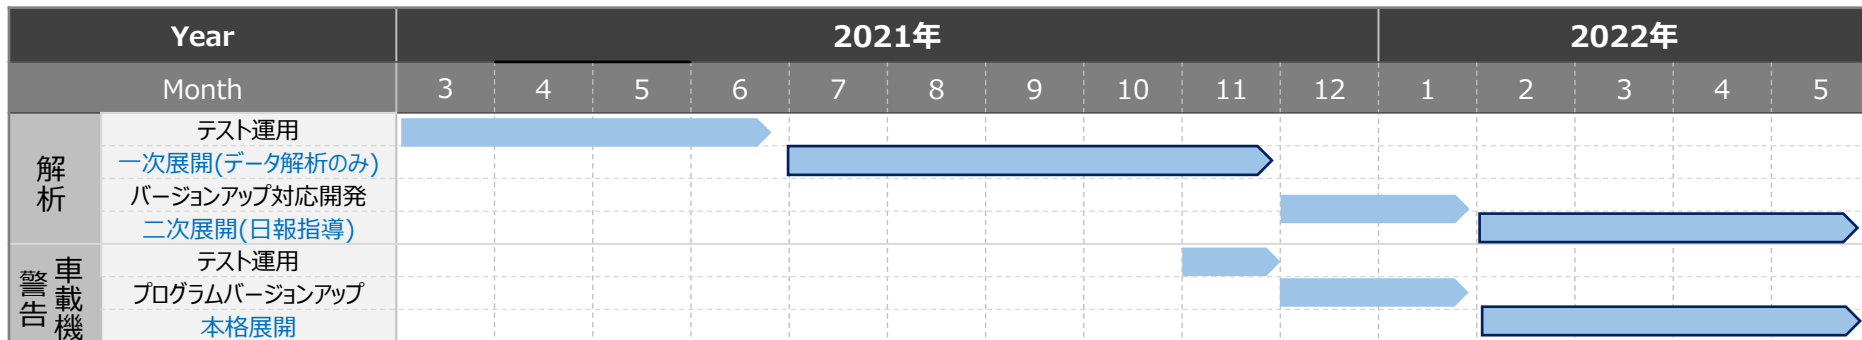 Year 2021年 2022年
Month 3 4 5 6 7 8 9 10 11 12 1 2 3 4 5
解析
テスト運用
一次展開(データ解析のみ)
バージョンアップ対応開発
二次展開(日報指導)
車載機
警告
テスト運用
プログラムバージョンアップ
本格展開